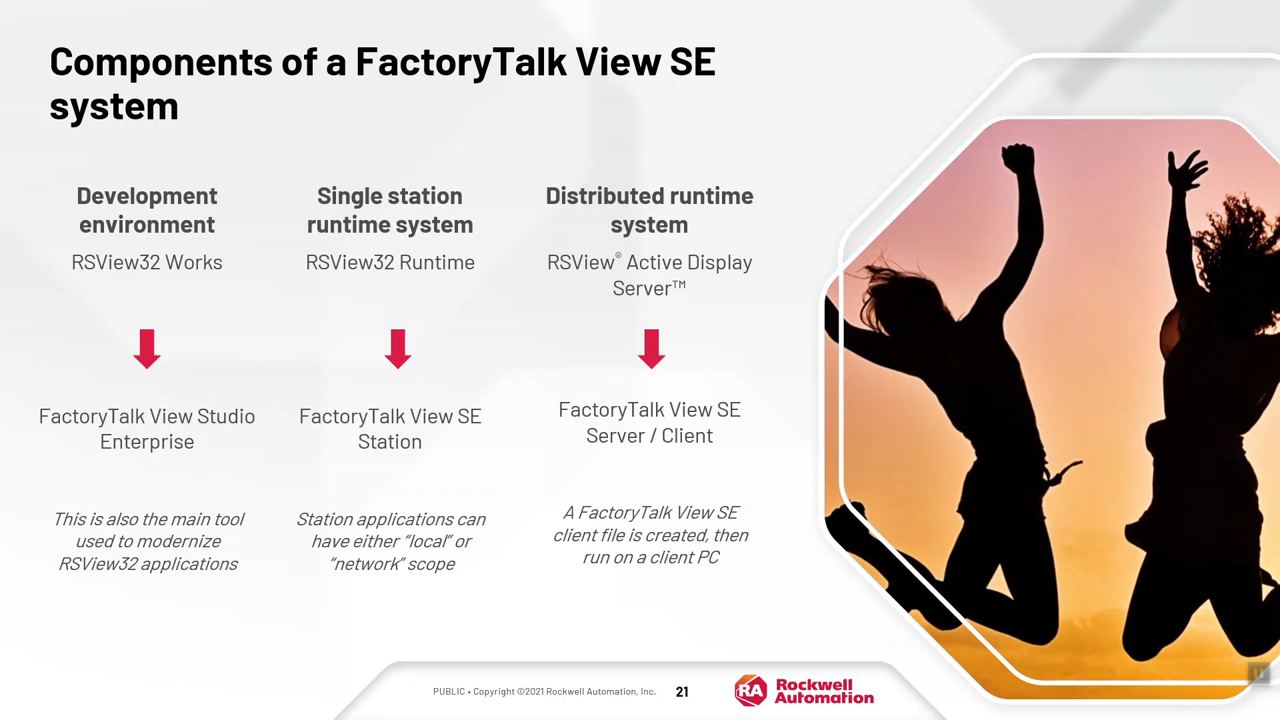 Components of a FactoryTalk View SE
system
Development
environment
RSView32 Works
FactoryTalk View Studio
Enterprise
This is also the main tool
used to modernize
RSView32 applications
Single station
runtime system
RSView32 Runtime
FactoryTalk View SE
Station
Station applications can
have either “local” or
“network” scope
Distributed runtime
system
RSView® Active Display
Server™
FactoryTalk View SE
Server / Client
A FactoryTalk View SE
client file is created, then
run on a client PC
PUBLIC • Copyright ©2021 Rockwell Automation, Inc.
21
RA
Rockwell
Automation